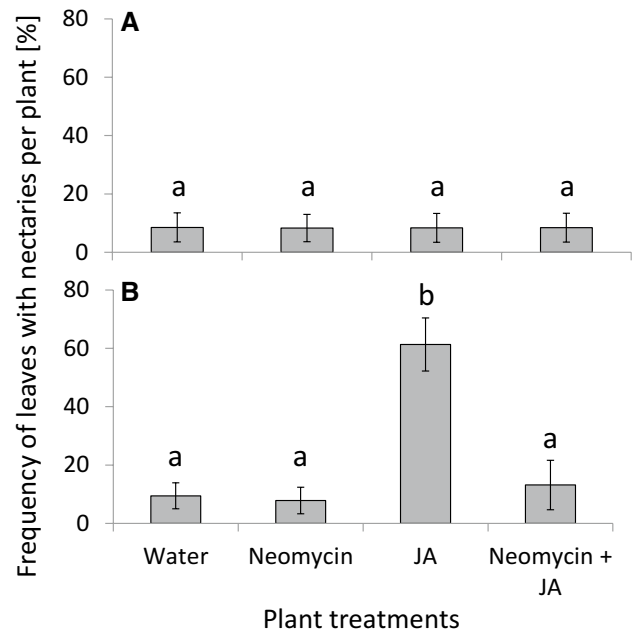 Frequency of leaves with nectaries per plant [%]
A
80
60
40
20
0
a a a a
B
80
60
40
20
0
a a b a
Water Neomycin JA Neomycin +
JA
Plant treatments